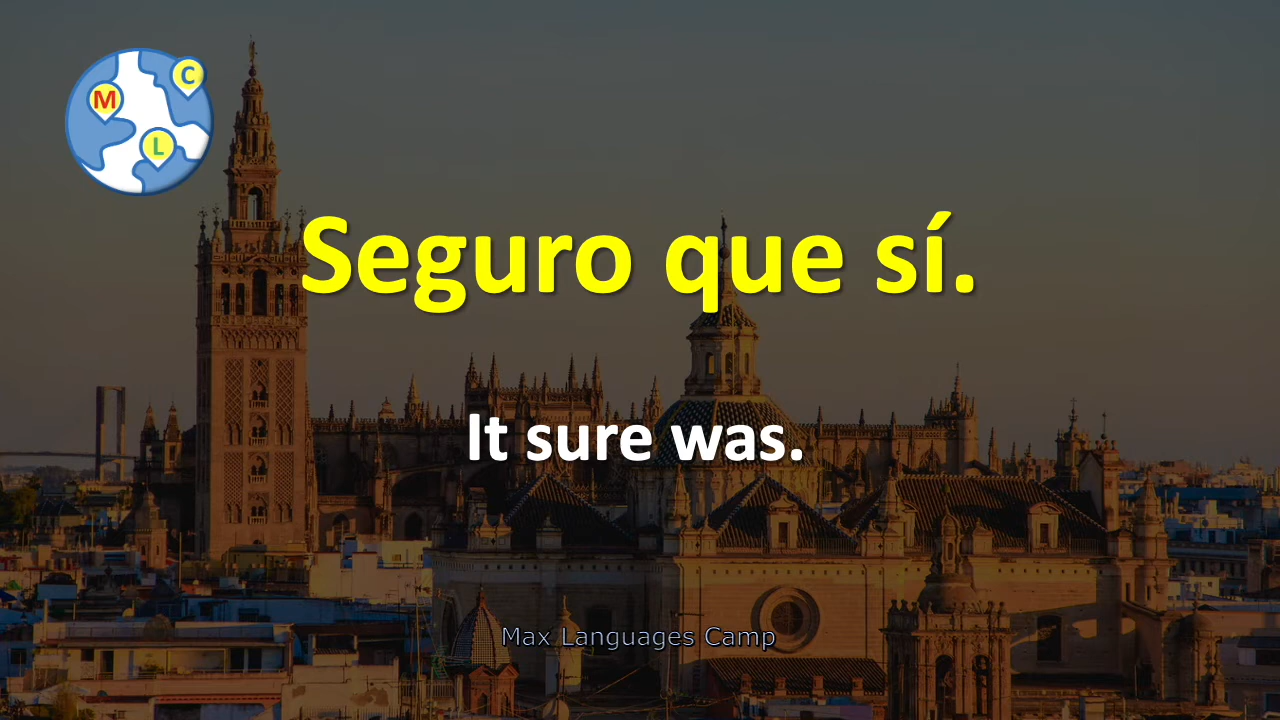 C
M
L
Seguro que sí.
It sure was.
Max Languages Camp